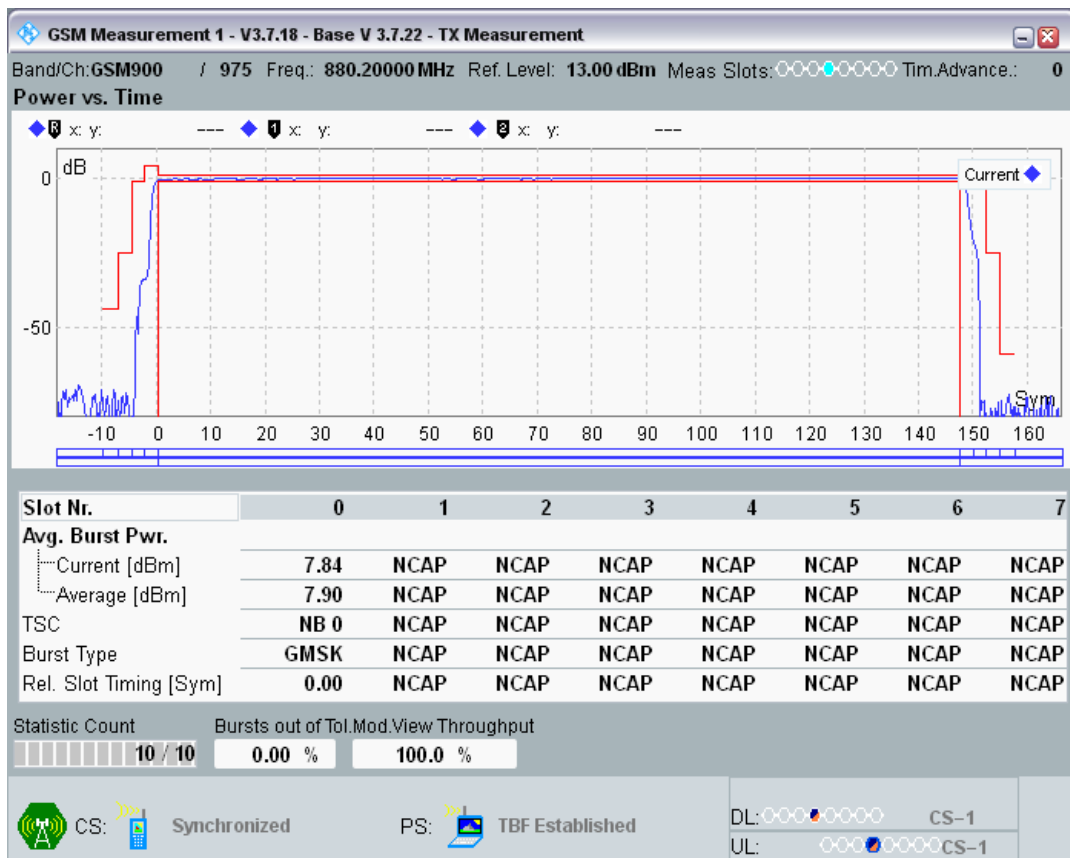 GSM Measurement 1 - V3.7.18 - Base V 3.7.22 - TX Measurement
Band/Ch:GSM900 / 975 Freq.: 880.20000 MHz Ref. Level: 13.00 dBm Meas Slots: Tim.Advance.: 0
Power vs. Time
R x: y: --- 1 x: y: --- 2 x: y: ---
dB
Current
0
-50
Sym
-10 0 10 20 30 40 50 60 70 80 90 100 110 120 130 140 150 160
Slot Nr. 0 1 2 3 4 5 6 7
Avg. Burst Pwr.
Current [dBm] 7.84 NCAP NCAP NCAP NCAP NCAP NCAP NCAP
Average [dBm] 7.90 NCAP NCAP NCAP NCAP NCAP NCAP NCAP
TSC NB 0 NCAP NCAP NCAP NCAP NCAP NCAP NCAP
Burst Type GMSK NCAP NCAP NCAP NCAP NCAP NCAP NCAP
Rel. Slot Timing [Sym] 0.00 NCAP NCAP NCAP NCAP NCAP NCAP NCAP
Statistic Count Bursts out of Tol.Mod.View Throughput
10 / 10 0.00 % 100.0 %
CS: Synchronized PS: TBF Established
DL: CS-1
UL: CS-1